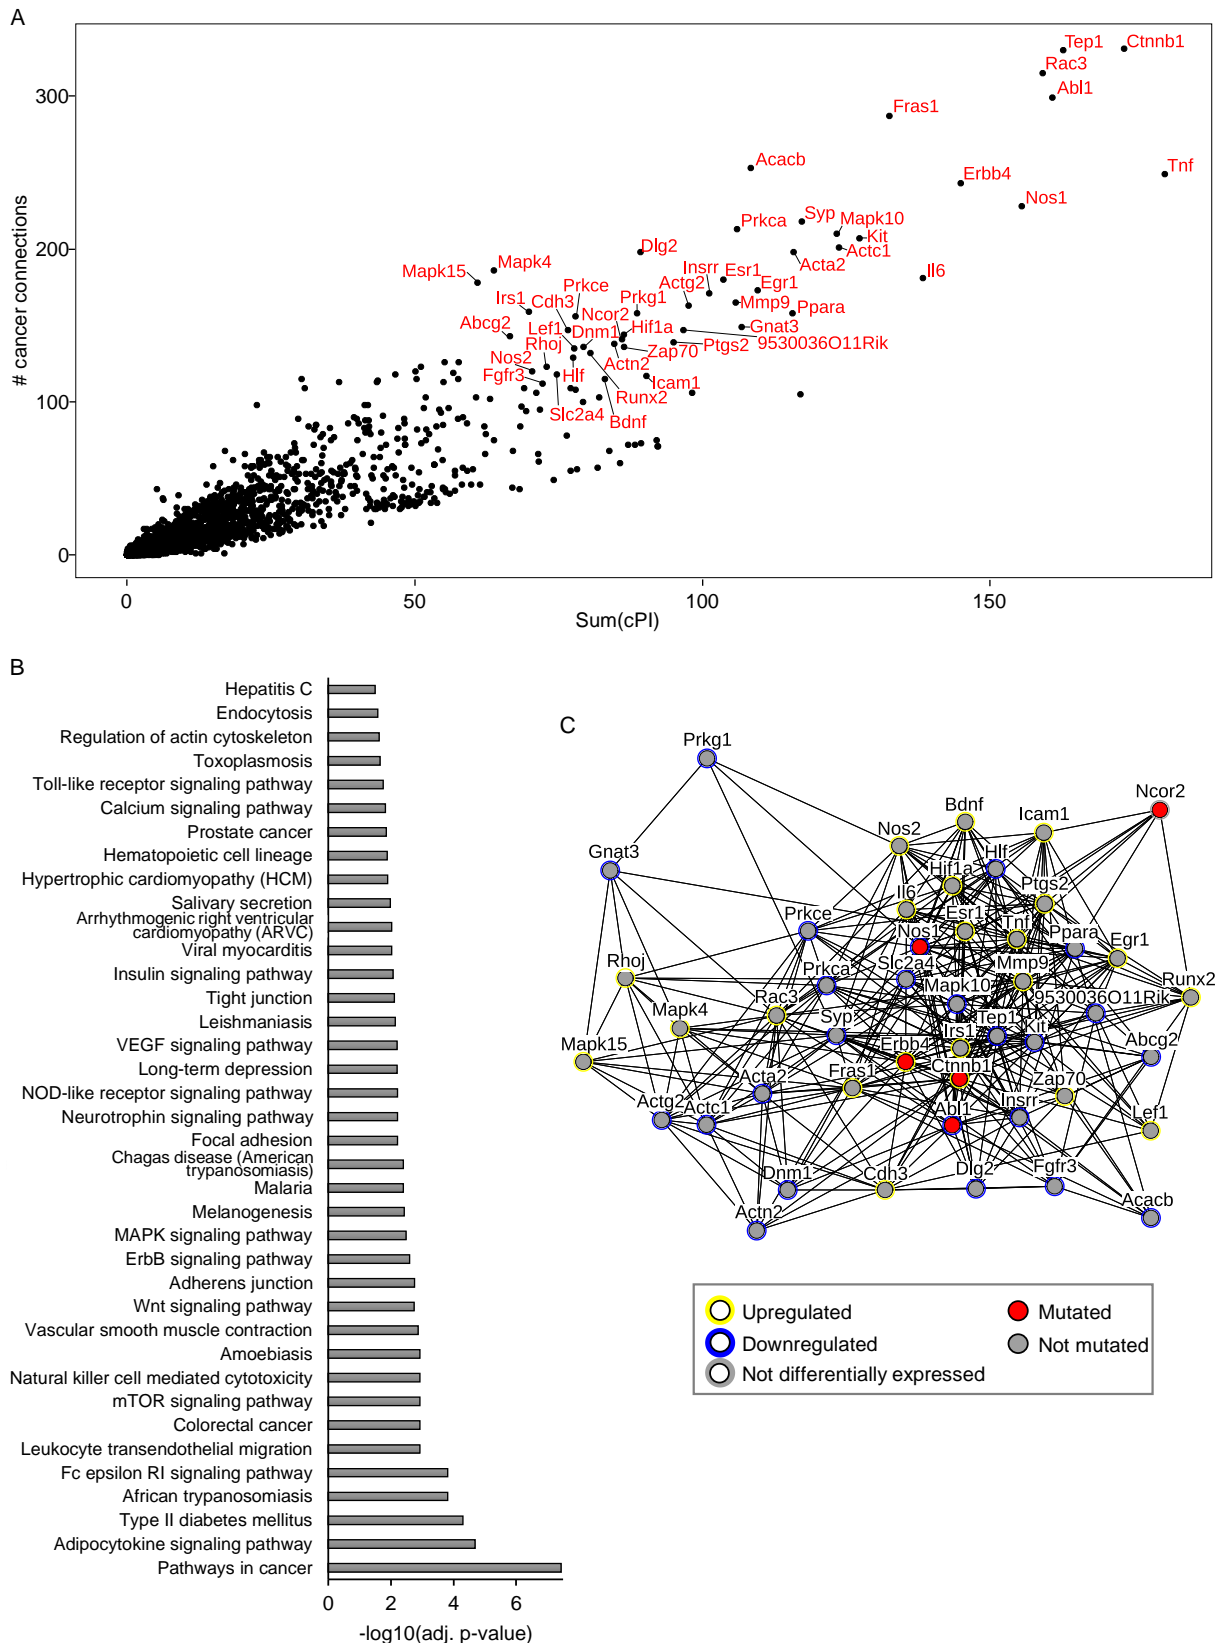 A
Tep1
Ctnnb1
Rac3
Abl1
300
Fras1
Acacb
Erbb4
Tnf
Nos1
Prkca
Syp
Mapk10
Kit
200
Dlg2
Actc1
Mapk4
Mapk15
Insrr
Esr1
Acta2
Il6
Prkce
Actg2
Egr1
Irs1
Cdh3
Prkg1
Mmp9
Ppara
Abcg2
Lef1
Ncor2
Dnm1
Hif1a
Gnat3
Rhoj
Zap70
Ptgs2
9530036O11Rik
Nos2
Actn2
Fgfr3
Hlf
Runx2
Icam1
100
Slc2a4
Bdnf
0
# cancer connections
0
50
100
150
Sum(cPI)
B
Hepatitis C
Endocytosis
Regulation of actin cytoskeleton
Toxoplasmosis
Toll-like receptor signaling pathway
Calcium signaling pathway
Prostate cancer
Hematopoietic cell lineage
Hypertrophic cardiomyopathy (HCM)
Salivary secretion
Arrhythmogenic right ventricular
cardiomyopathy (ARVC)
Viral myocarditis
Insulin signaling pathway
Tight junction
Leishmaniasis
VEGF signaling pathway
Long-term depression
NOD-like receptor signaling pathway
Neurotrophin signaling pathway
Focal adhesion
Chagas disease (American
trypanosomiasis)
Malaria
Melanogenesis
MAPK signaling pathway
ErbB signaling pathway
Adherens junction
Wnt signaling pathway
Vascular smooth muscle contraction
Amoebiasis
Natural killer cell mediated cytotoxicity
mTOR signaling pathway
Colorectal cancer
Leukocyte transendothelial migration
Fc epsilon RI signaling pathway
African trypanosomiasis
Type II diabetes mellitus
Adipocytokine signaling pathway
Pathways in cancer
0
2
4
6
-log10(adj. p-value)
C
Prkg1
Ncor2
Bdnf
Icam1
Nos2
Gnat3
Hlf
Hif1a
Ptgs2
Il6
Prkce
Esr1
Tnf
Nos1
Ppara
Egr1
Rhoj
Prkca
Slc2a4
Mmp9
Runx2
Mapk10
9530036O11Rik
Mapk4
Rac3
Syp
Tep1
Kit
Irs1
Mapk15
Erbb4
Abcg2
Acta2
Fras1
Ctnnb1
Zap70
Actg2
Actc1
Abl1
Insrr
Lef1
Dnm1
Cdh3
Dlg2
Fgfr3
Actn2
Acacb
Upregulated
Mutated
Downregulated
Not mutated
Not differentially expressed